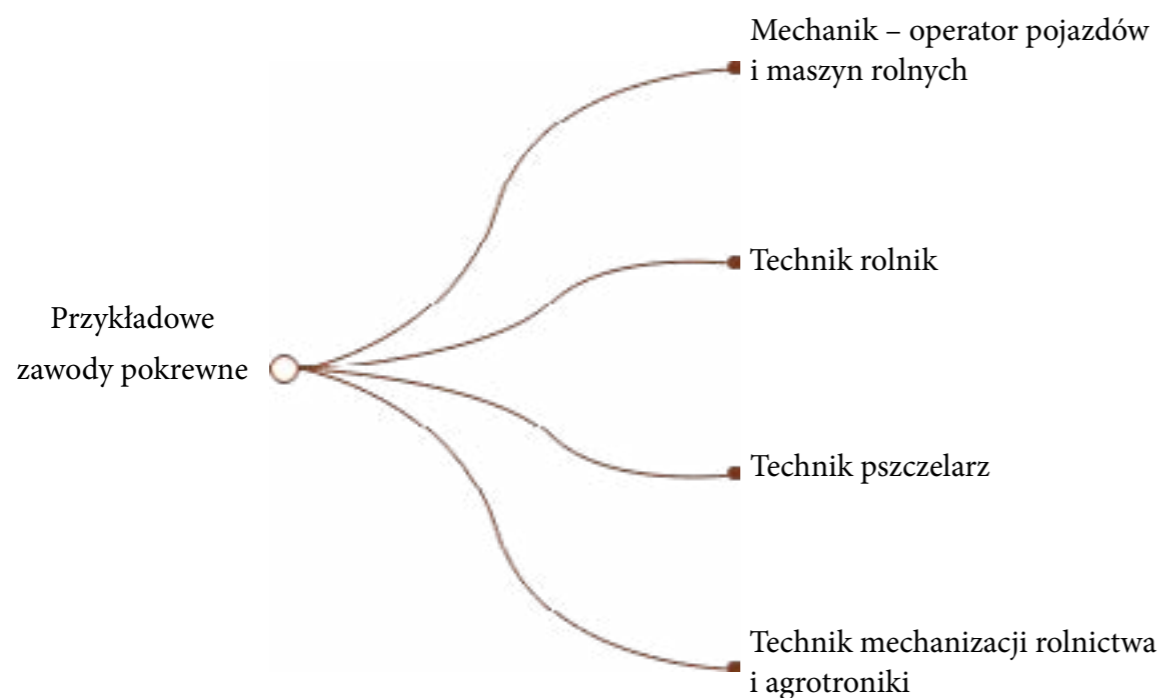 Mechanik – operator pojazdów
i maszyn rolnych
Technik rolnik
Przykładowe
zawody pokrewne
Technik pszczelarz
Technik mechanizacji rolnictwa
i agrotroniki